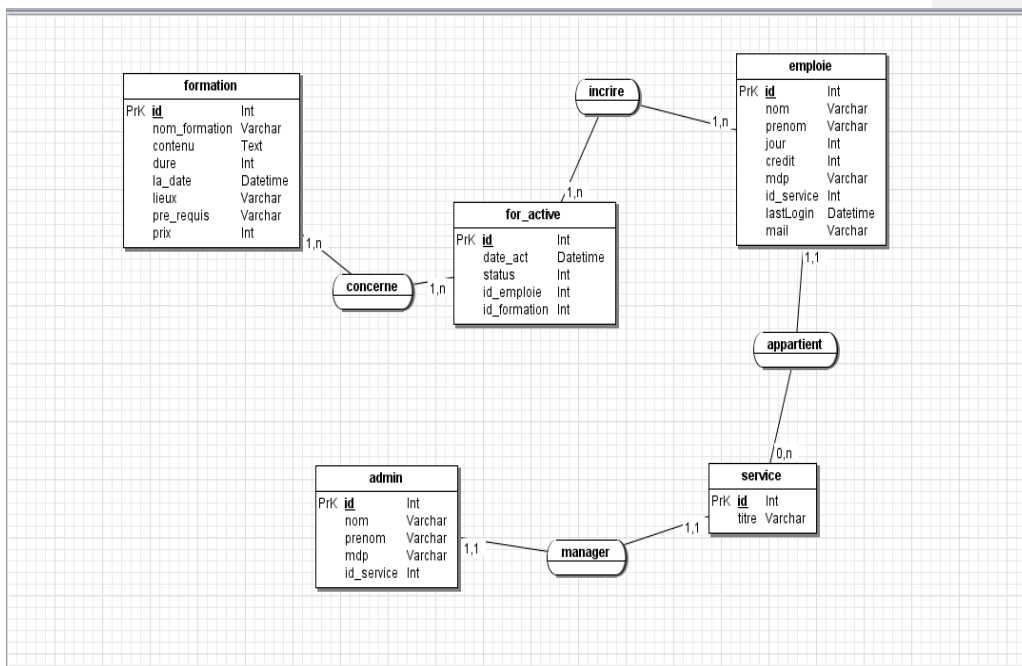 formation
PrK id Int
nom_formation Varchar
contenu Text
dure Int
la_date Datetime
lieux Varchar
pre_requis Varchar
prix Int
1,n
concerne
1,n
incrire
1,n
1,n
for_active
PrK id Int
date_act Datetime
status Int
id_emploie Int
id_formation Int
emploie
PrK id Int
nom Varchar
prenom Varchar
jour Int
credit Int
mdp Varchar
id_service Int
lastLogin Datetime
mail Varchar
1,1
appartient
0,n
service
PrK id Int
titre Varchar
1,1
manager
1,1
admin
PrK id Int
nom Varchar
prenom Varchar
mdp Varchar
id_service Int